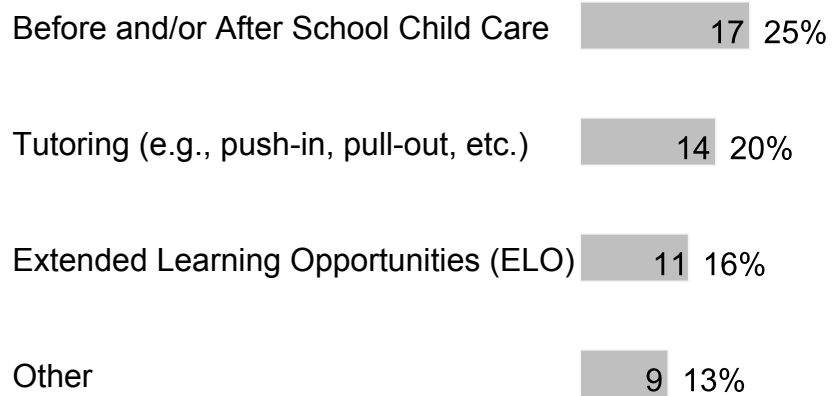 Before and/or After School Child Care 17 25%
Tutoring (e.g., push-in, pull-out, etc.) 14 20%
Extended Learning Opportunities (ELO) 11 16%
Other 9 13%